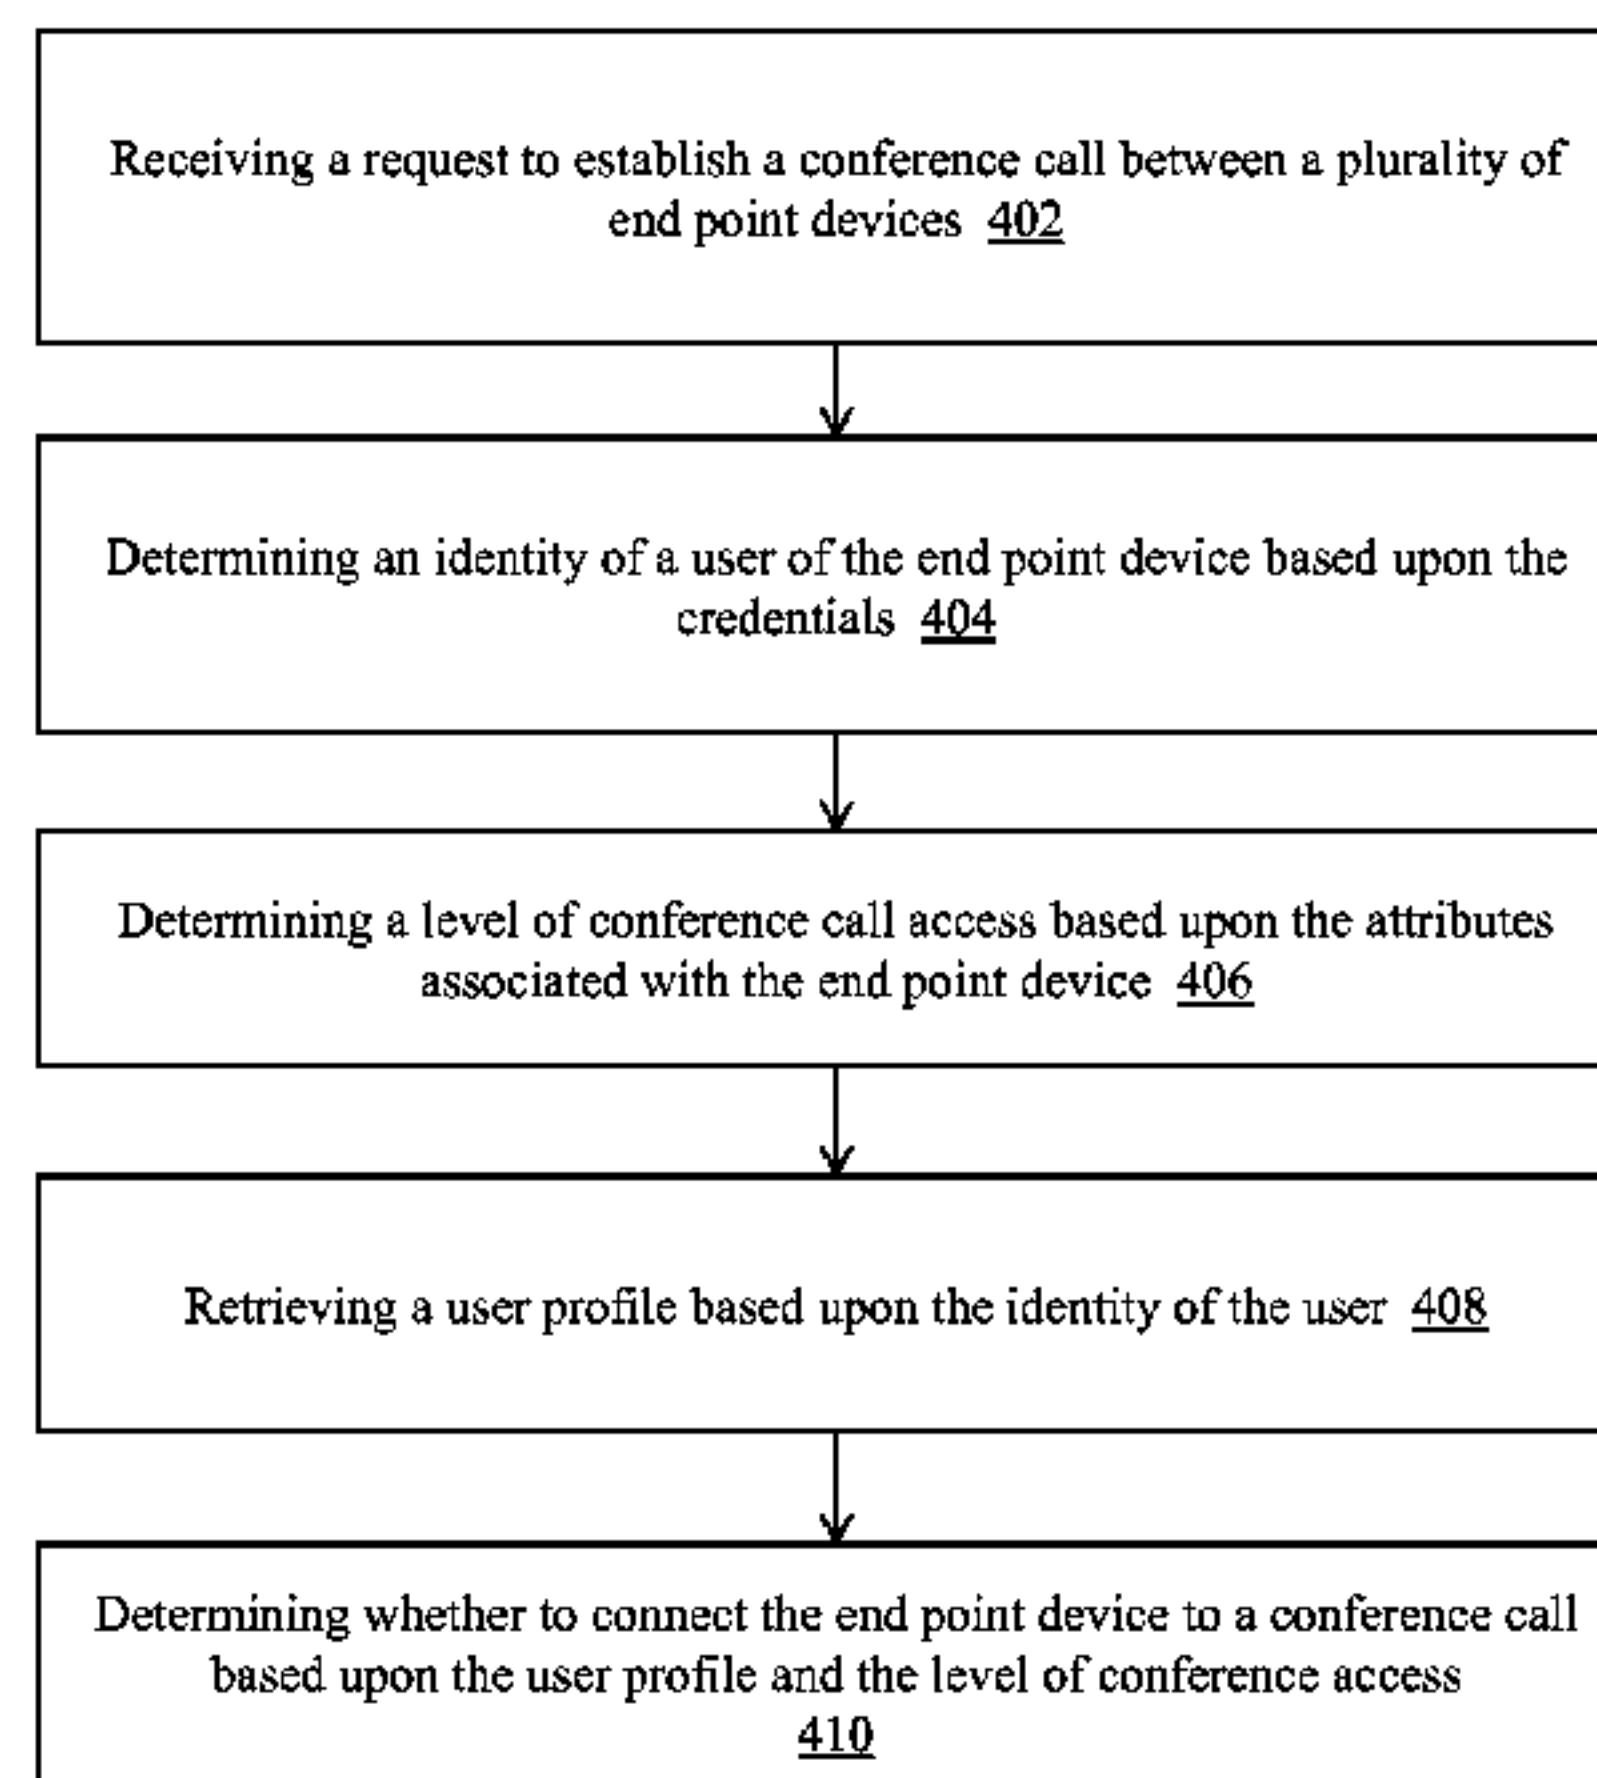 Receiving a request to establish a conference call between a plurality of
end point devices 402
Determining an identity of a user of the end point device based upon the
credentials 404
Determining a level of conference call access based upon the attributes
associated with the end point device 406
Retrieving a user profile based upon the identity of the user 408
Determining whether to connect the end point device to a conference call
based upon the user profile and the level of conference access
410